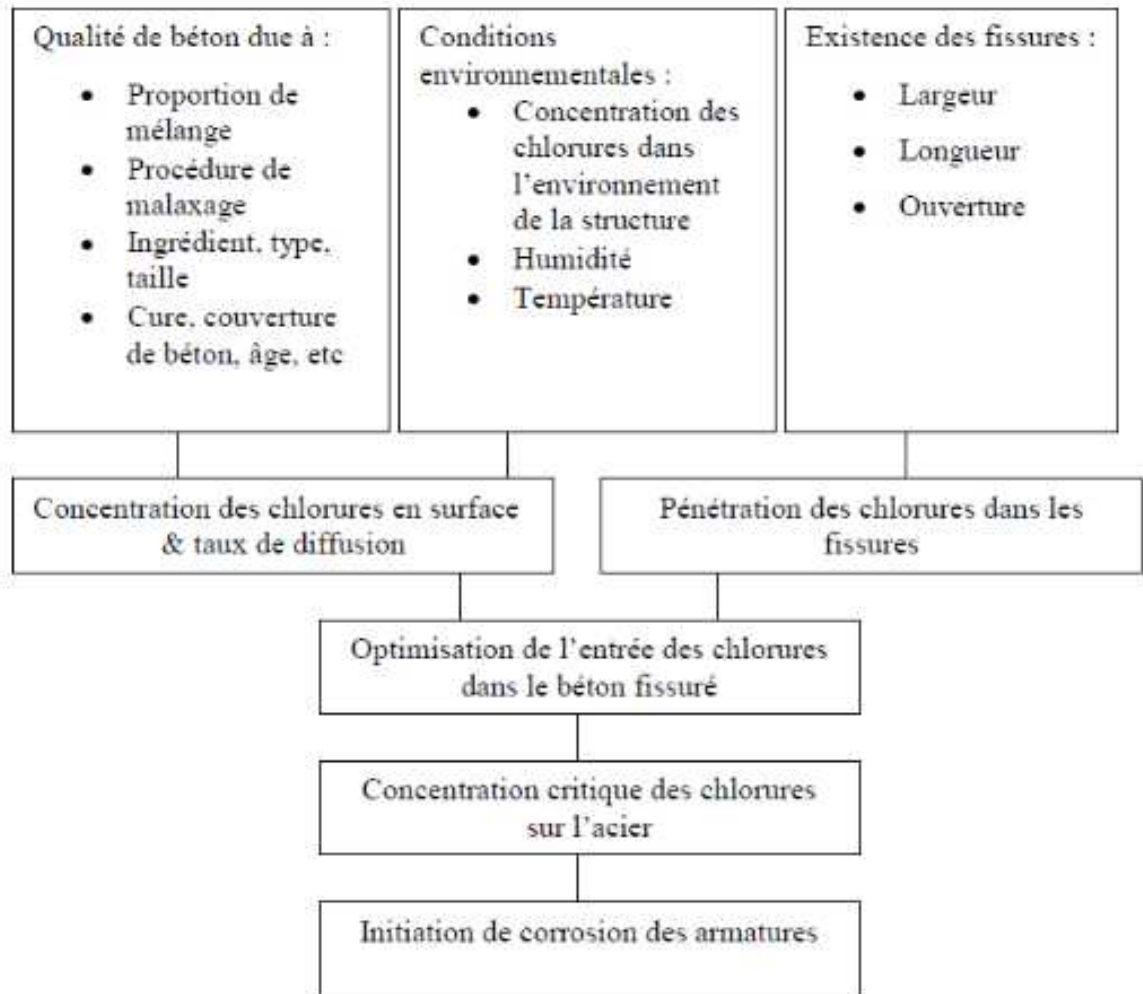 Qualité de béton due à :
• Proportion de
mélange
• Procédure de
malaxage
• Ingrédient, type,
taille
• Cure, couverture
de béton, âge, etc
Conditions
environnementales :
• Concentration des
chlorures dans
l'environnement
de la structure
• Humidité
• Température
Existence des fissures :
• Largeur
• Longueur
• Ouverture
Concentration des chlorures en surface
& taux de diffusion
Pénétration des chlorures dans les
fissures
Optimisation de l'entrée des chlorures
dans le béton fissuré
Concentration critique des chlorures
sur l'acier
Initiation de corrosion des armatures